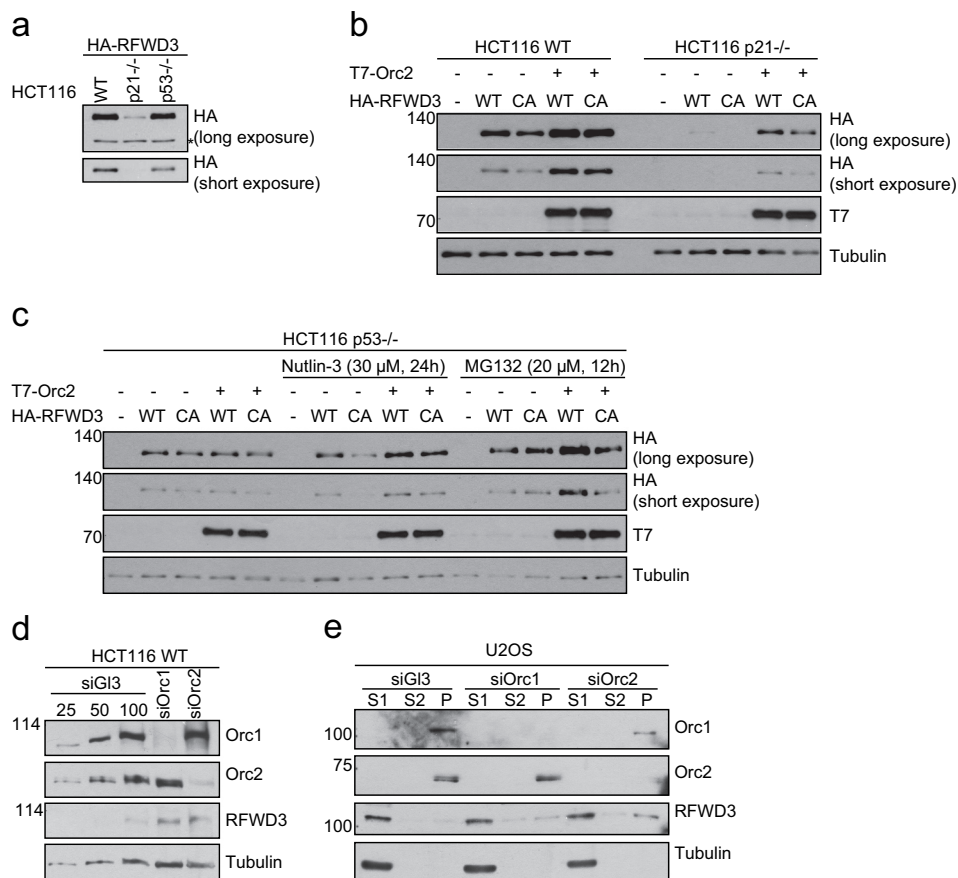 a
HA-RFWD3
HCT116 WT p21-/- p53-/-
HA
(long exposure)
*
HA
(short exposure)
b
HCT116 WT HCT116 p21-/-
T7-Orc2 - - - + + - - - + +
HA-RFWD3 - WT CA WT CA - WT CA WT CA
140 HA
(long exposure)
140 HA
(short exposure)
70 T7
Tubulin
c
HCT116 p53-/-
Nutlin-3 (30 µM, 24h) MG132 (20 µM, 12h)
T7-Orc2 - - - + + - - - + + - - - + +
HA-RFWD3 - WT CA WT CA - WT CA WT CA - WT CA WT CA
140 HA
(long exposure)
140 HA
(short exposure)
70 T7
Tubulin
d
HCT116 WT
siGl3 siOrc1 siOrc2
25 50 100
114 Orc1
Orc2
114 RFWD3
Tubulin
e
U2OS
siGl3 siOrc1 siOrc2
S1 S2 P S1 S2 P S1 S2 P
100 Orc1
75 Orc2
100 RFWD3
Tubulin